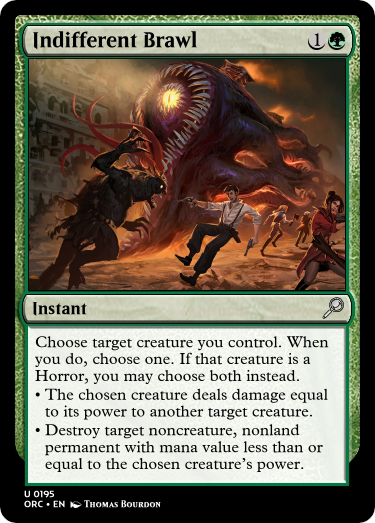 Indifferent Brawl 1
Instant
Choose target creature you control. When
you do, choose one. If that creature is a
Horror, you may choose both instead.
• The chosen creature deals damage equal
to its power to another target creature.
• Destroy target noncreature, nonland
permanent with mana value less than or
equal to the chosen creature's power.
U 0195
ORC • EN Thomas Bourdon